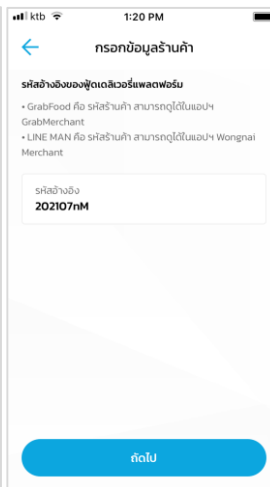 ktb 1:20 PM
กรอกข้อมูลร้านค้า
รหัสอ้างอิงของฟู้ดเดลิเวอรี่แพลตฟอร์ม
• GrabFood คือ รหัสร้านค้า สามารถดูได้ในแอปฯ
GrabMerchant
• LINE MAN คือ รหัสร้านค้า สามารถดูได้ในแอปฯ Wongnai
Merchant
รหัสอ้างอิง
202107nM
ถัดไป